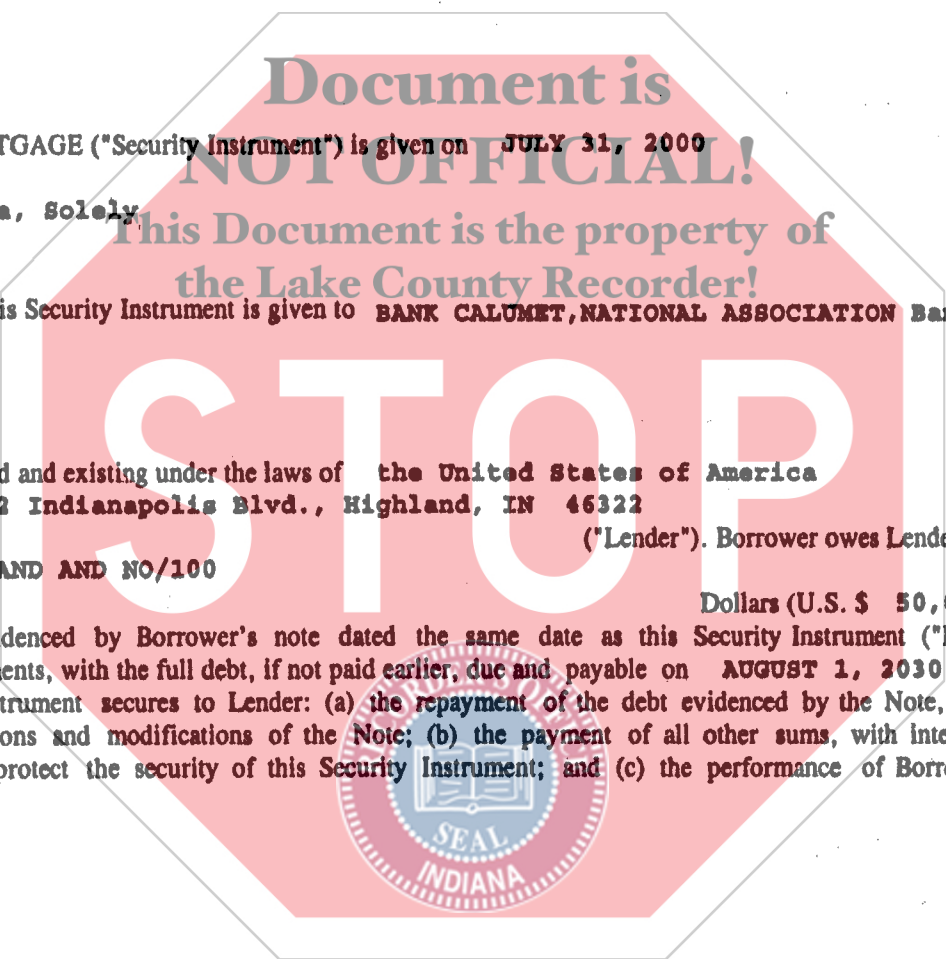 Document is
TGAGE ("Security Instrument") is given on JULY 31, 2000
NOT OFFICIAL!
a, Solely
This Document is the property of
the Lake County Recorder!
is Security Instrument is given to BANK CALUMET,NATIONAL ASSOCIATION Ban
STOP
d and existing under the laws of the United States of America
2 Indianapolis Blvd., Highland, IN 46322
("Lender"). Borrower owes Lende
AND AND NO/100
Dollars (U.S. $ 50,
denced by Borrower's note dated the same date as this Security Instrument ("
ents, with the full debt, if not paid earlier, due and payable on AUGUST 1, 2030
trument secures to Lender: (a) the repayment of the debt evidenced by the Note,
ons and modifications of the Note; (b) the payment of all other sums, with inte
protect the security of this Security Instrument; and (c) the performance of Borro
RECORDER'S OFFICE
SEAL
INDIANA